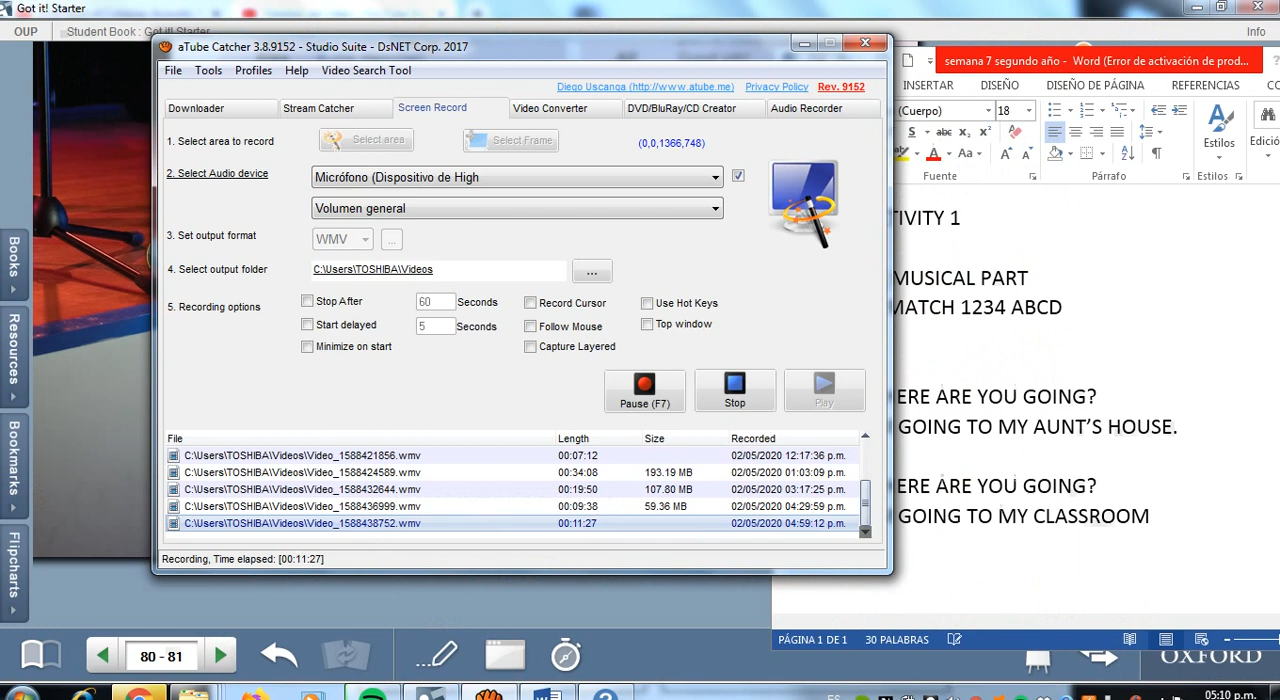 Got it! Starter
OUP
Student Book : Got it! Starter
Info
aTube Catcher 3.8.9152 - Studio Suite - DsNET Corp. 2017
File Tools Profiles Help Video Search Tool
Diego Uscanga (http://www.atube.me) Privacy Policy Rev. 9152
Downloader Stream Catcher Screen Record Video Converter DVD/BluRay/CD Creator Audio Recorder
1. Select area to record Select area Select Frame (0,0,1366,748)
2. Select Audio device Micrófono (Dispositivo de High
Volumen general
3. Set output format WMV ...
4. Select output folder C:\Users\TOSHIBA\Videos ...
5. Recording options Stop After 60 Seconds Record Cursor Use Hot Keys
Start delayed 5 Seconds Follow Mouse Top window
Minimize on start Capture Layered
Pause (F7) Stop Play
File Length Size Recorded
C:\Users\TOSHIBA\Videos\Video_1588421856.wmv 00:07:12 02/05/2020 12:17:36 p.m.
C:\Users\TOSHIBA\Videos\Video_1588424589.wmv 00:34:08 193.19 MB 02/05/2020 01:03:09 p.m.
C:\Users\TOSHIBA\Videos\Video_1588432644.wmv 00:19:50 107.80 MB 02/05/2020 03:17:25 p.m.
C:\Users\TOSHIBA\Videos\Video_1588436999.wmv 00:09:38 59.36 MB 02/05/2020 04:29:59 p.m.
C:\Users\TOSHIBA\Videos\Video_1588438752.wmv 00:11:27 02/05/2020 04:59:12 p.m.
Recording, Time elapsed: [00:11:27]
semana 7 segundo año - Word (Error de activación de prod...
INSERTAR DISEÑO DISEÑO DE PÁGINA REFERENCIAS CO
(Cuerpo) 18
Estilos Edició
Fuente Párrafo Estilos
TIVITY 1
MUSICAL PART
MATCH 1234 ABCD
ERE ARE YOU GOING?
GOING TO MY AUNT'S HOUSE.
ERE ARE YOU GOING?
GOING TO MY CLASSROOM
PÁGINA 1 DE 1 30 PALABRAS
Books
Resources
Bookmarks
Flipcharts
80 - 81
OXFORD
ES
05:10 p.m.